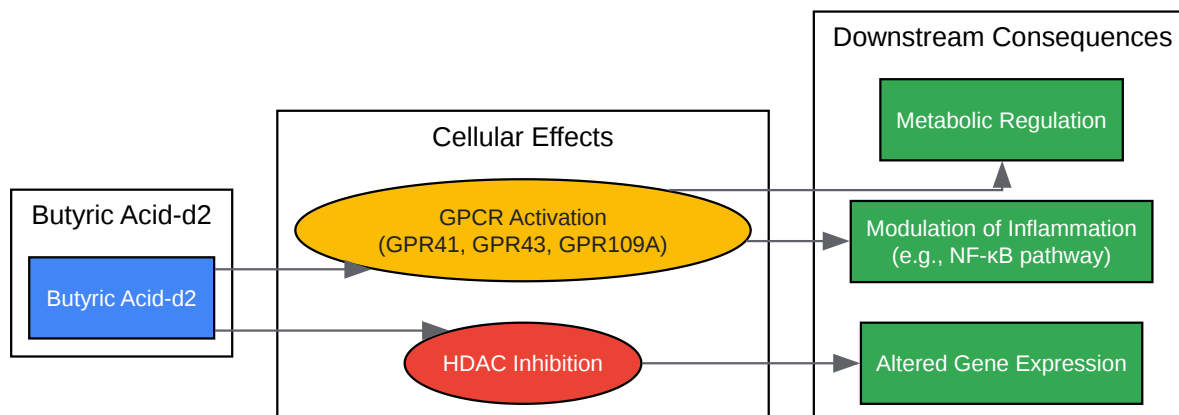 Butyric Acid-d2
Butyric Acid-d2
Cellular Effects
GPCR Activation
(GPR41, GPR43, GPR109A)
HDAC Inhibition
Downstream Consequences
Metabolic Regulation
Modulation of Inflammation
(e.g., NF-κB pathway)
Altered Gene Expression